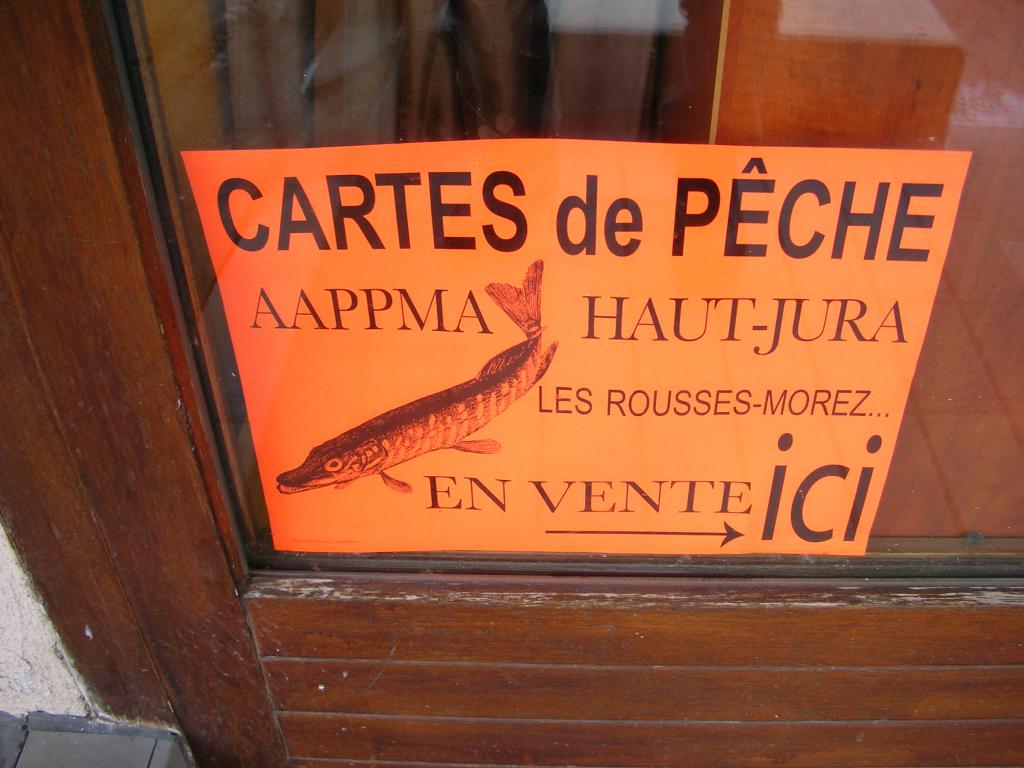 CARTES de PÊCHE
AAPPMA HAUT-JURA
LES ROUSSES-MOREZ...
EN VENTE ici